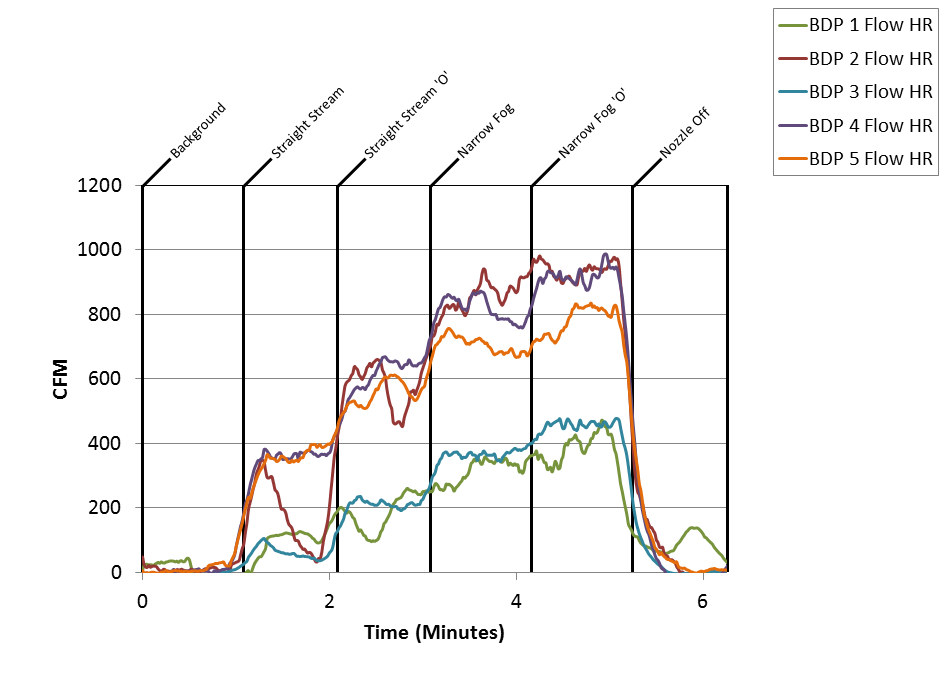 BDP 1 Flow HR
BDP 2 Flow HR
BDP 3 Flow HR
BDP 4 Flow HR
BDP 5 Flow HR
Background
Straight Stream
Straight Stream 'O'
Narrow Fog
Narrow Fog 'O'
Nozzle Off
1200
1000
800
600
400
200
0
CFM
0 2 4 6
Time (Minutes)